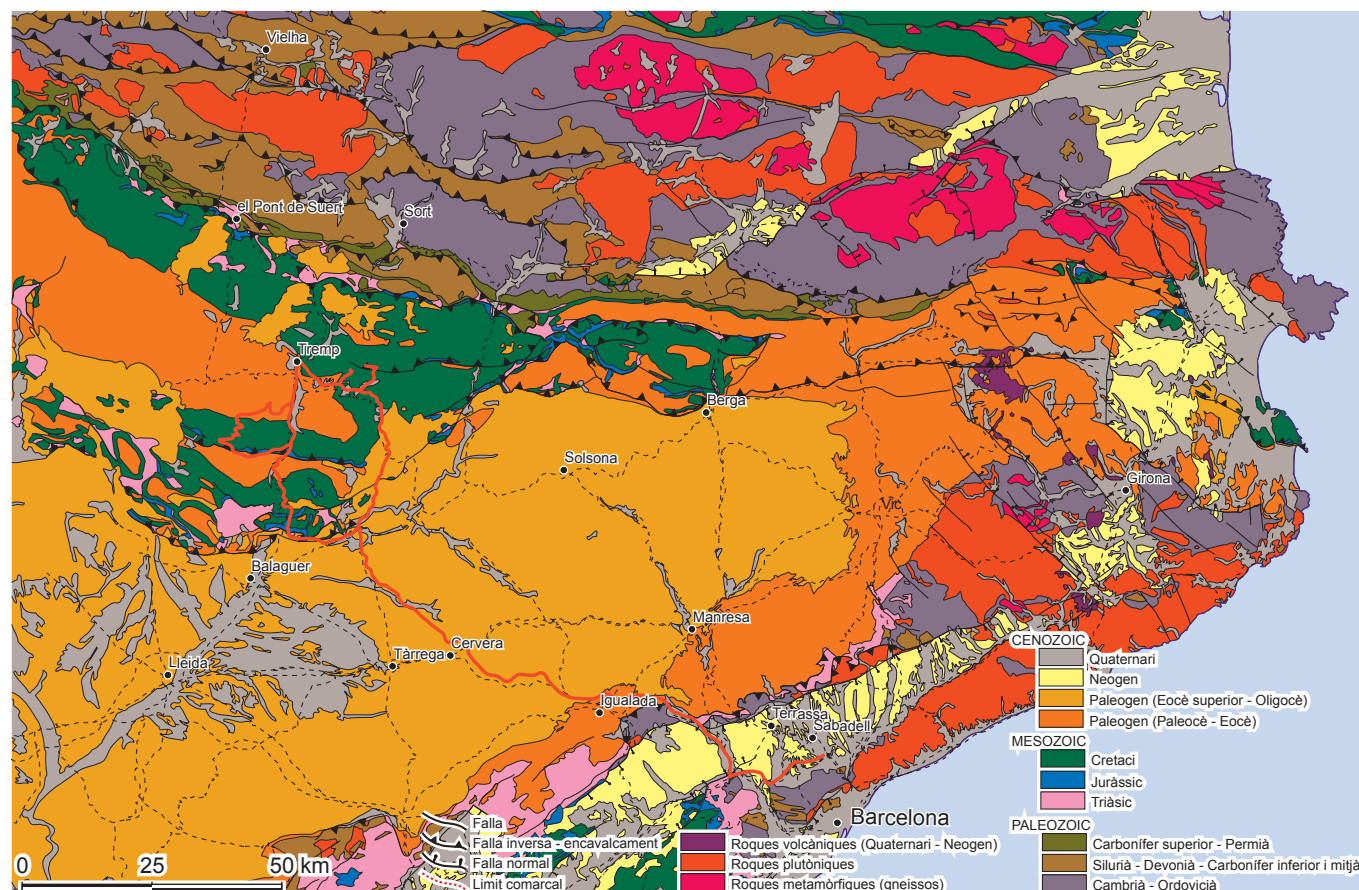 Vielha
el Pont de Suert
Sort
Tremp
Berga
Solsona
Girona
Vic
Balaguer
Manresa
Cervera
Tàrrega
Lleida
Igualada
Terrassa
Sabadell
Barcelona
CENOZOIC
Quaternari
Neogen
Paleogen (Eocè superior - Oligocè)
Paleogen (Paleocè - Eocè)
MESOZOIC
Cretaci
Juràssic
Triàsic
PALEOZOIC
Carbonífer superior - Permià
Silurià - Devonià - Carbonífer inferior i mitjà
Cambrià - Ordovicià
Roques volcàniques (Quaternari - Neogen)
Roques plutòniques
Roques metamòrfiques (gneissos)
Falla
Falla inversa - encavalcament
Falla normal
Límit comarcal
0 25 50 km